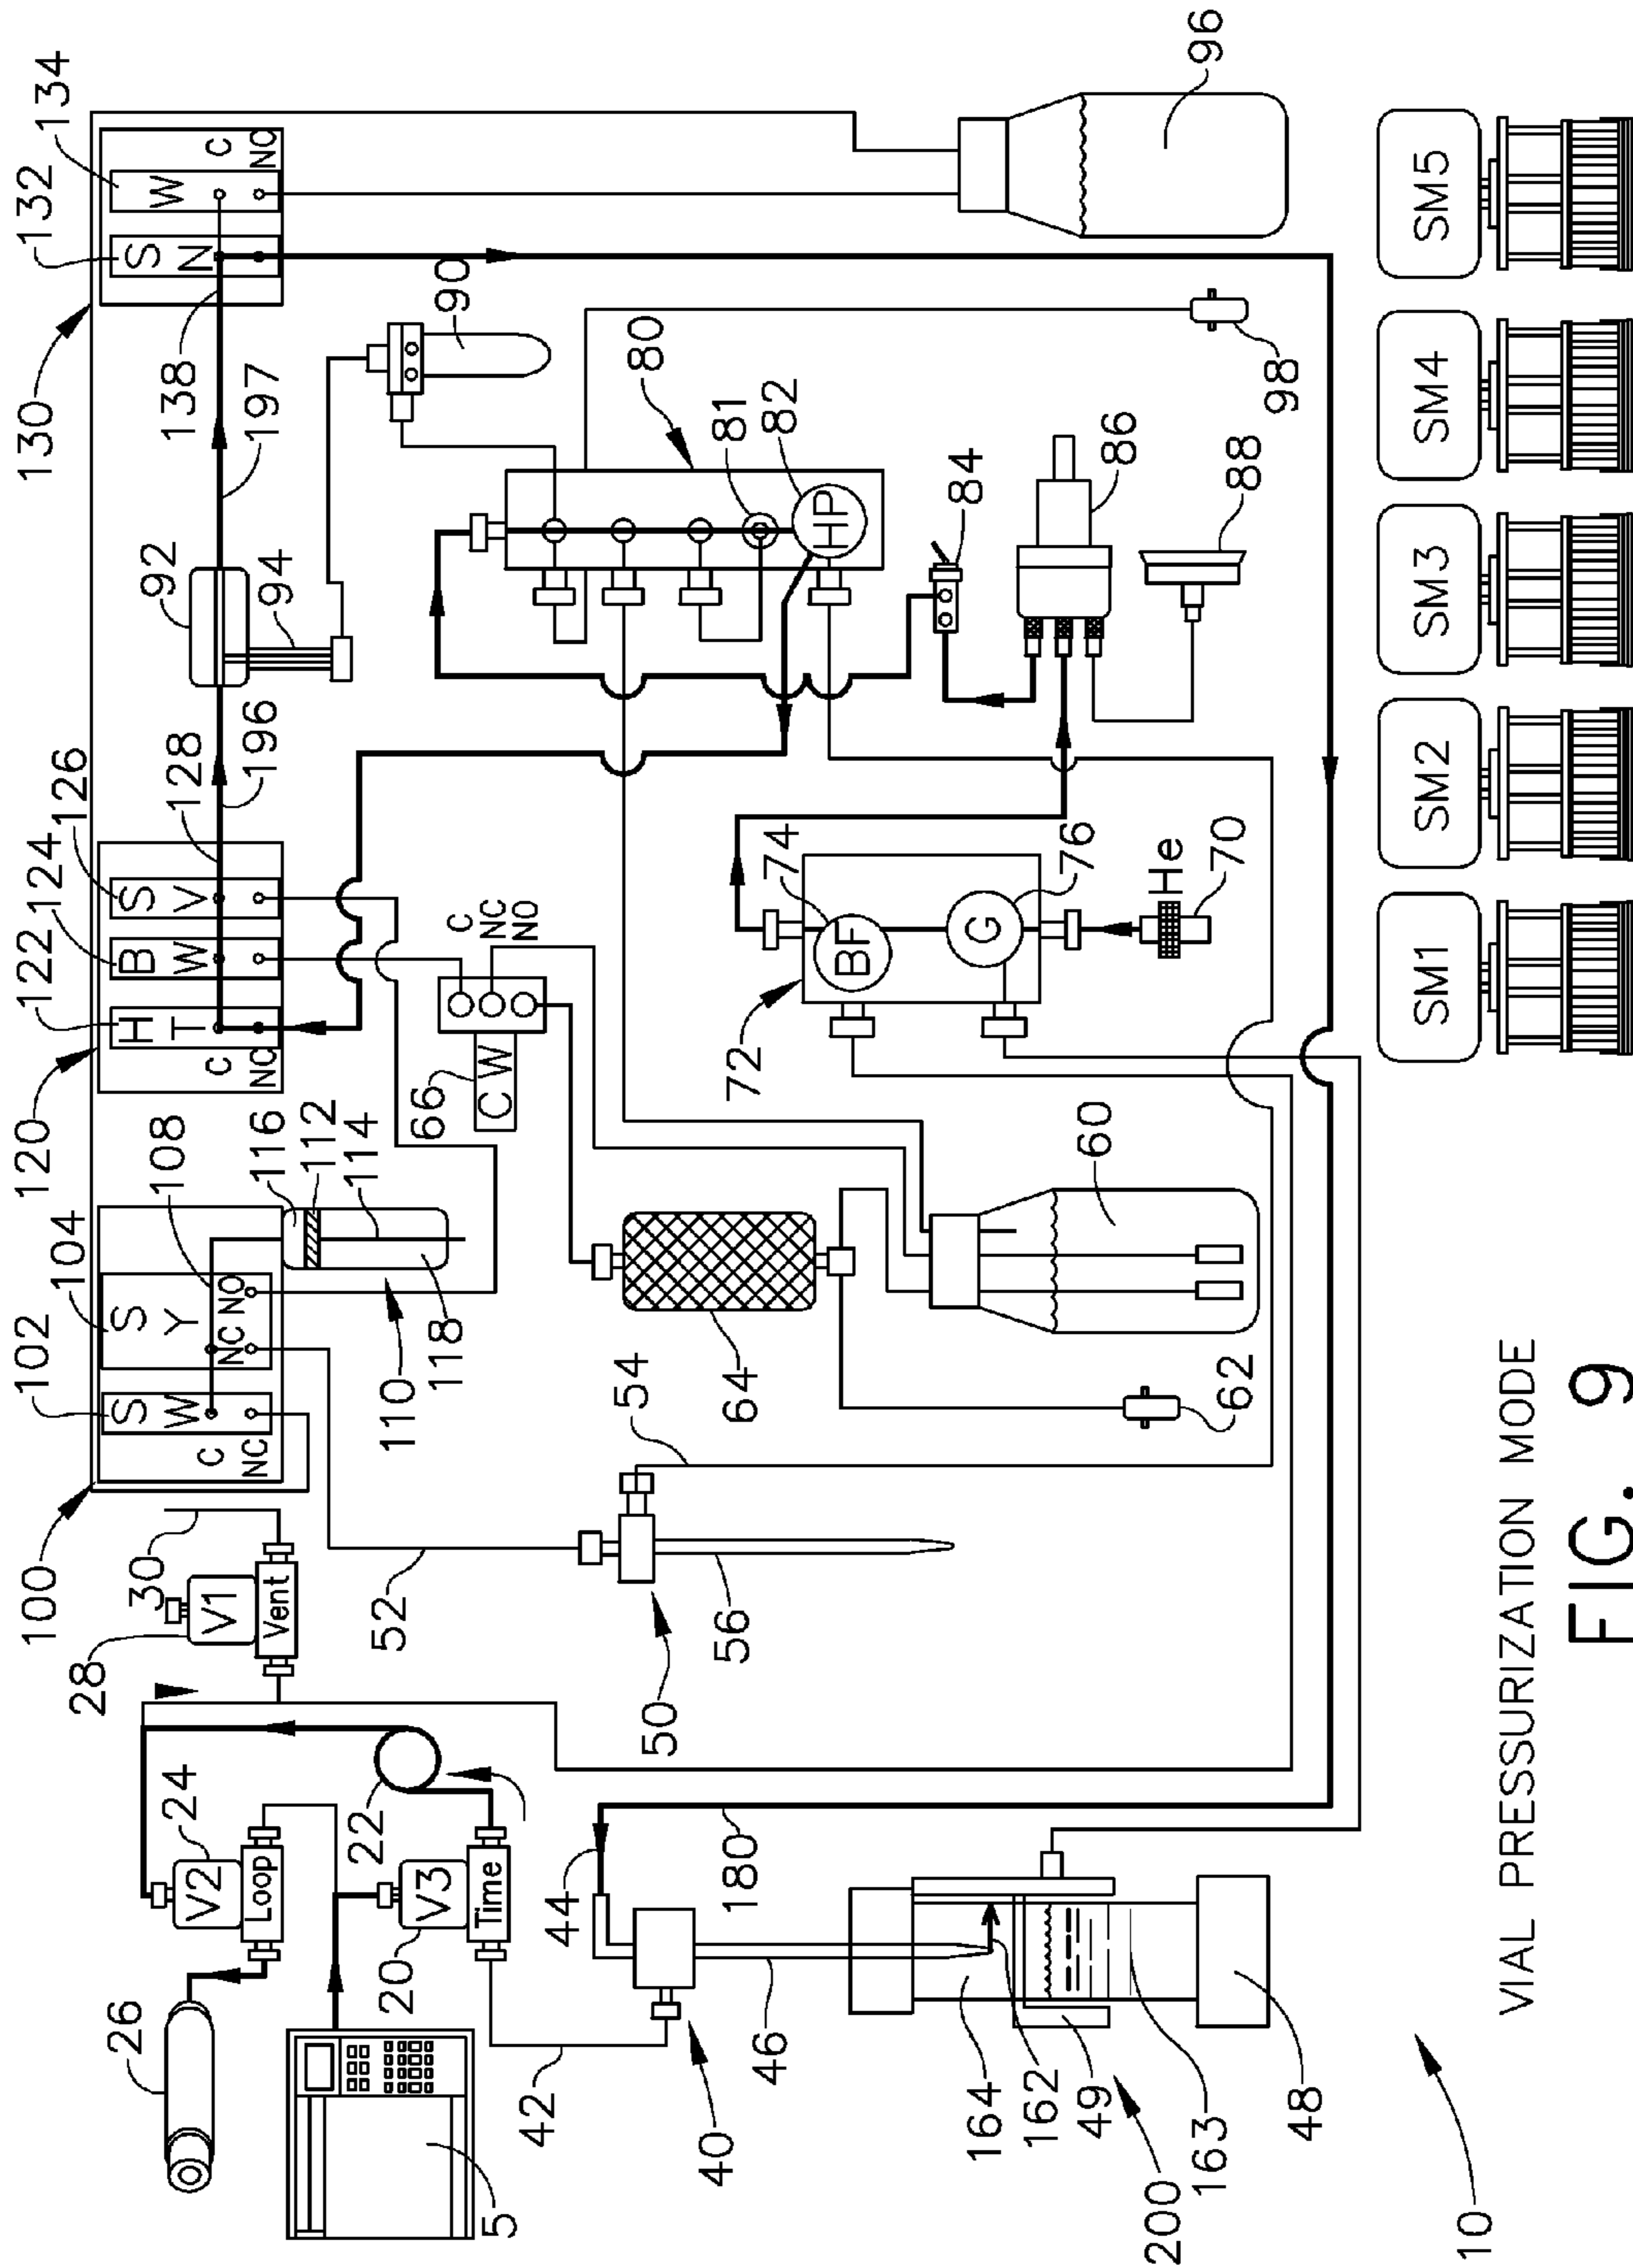 100
102
104
108
120
122
124
126
128
196
92
94
197
138
130
132
134
S W
S Y
C
NC
NC NO
H T
B W
S V
C
NC
S N
W
C
NO
116
112
114
110
118
28
30
V1
Vent
26
V2
24
Loop
22
V3
20
Time
5
42
40
44
46
180
164
162
49
200
163
48
10
52
54
50
56
66
C W
C
NC
NO
64
62
60
72
BF
74
G
76
He
70
90
80
81
82
HP
84
86
88
98
96
SM1
SM2
SM3
SM4
SM5
VIAL PRESSURIZATION MODE
FIG. 9